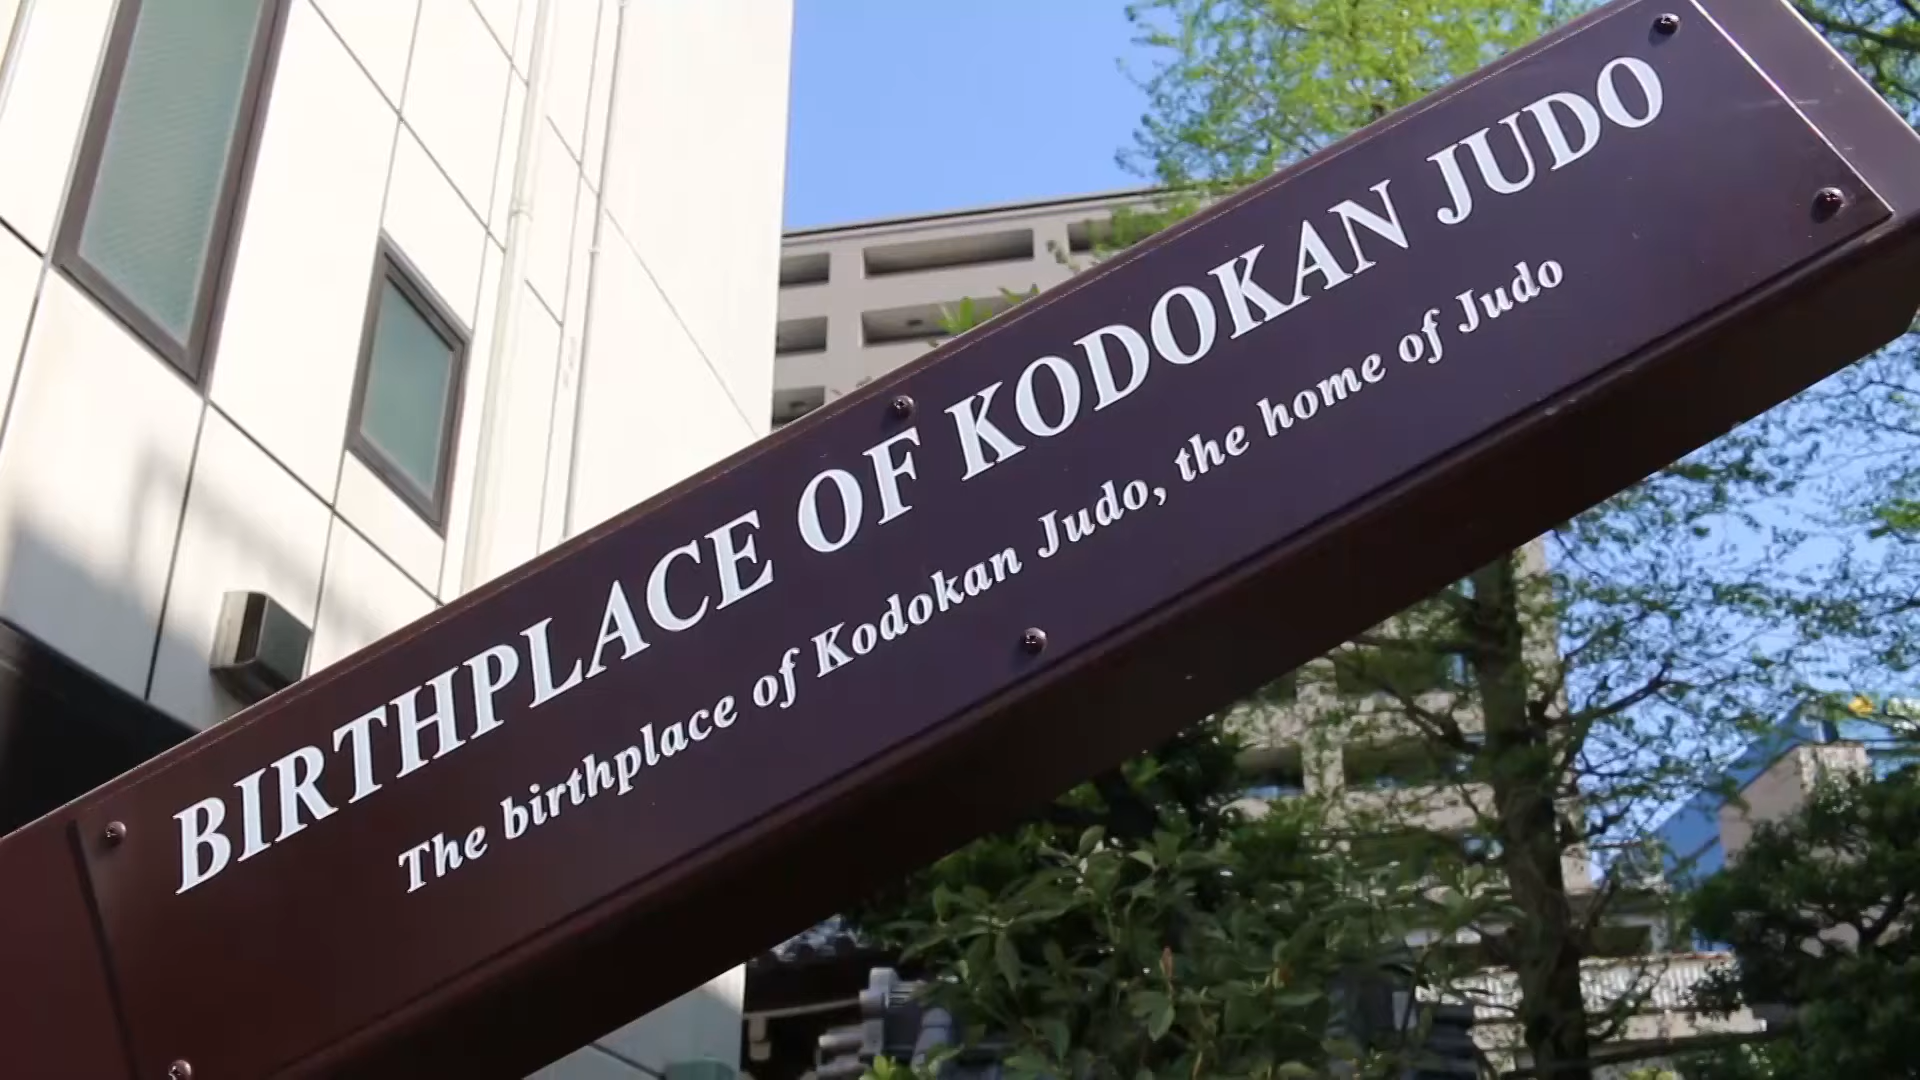 BIRTHPLACE OF KODOKAN JUDO
The birthplace of Kodokan Judo, the home of Judo